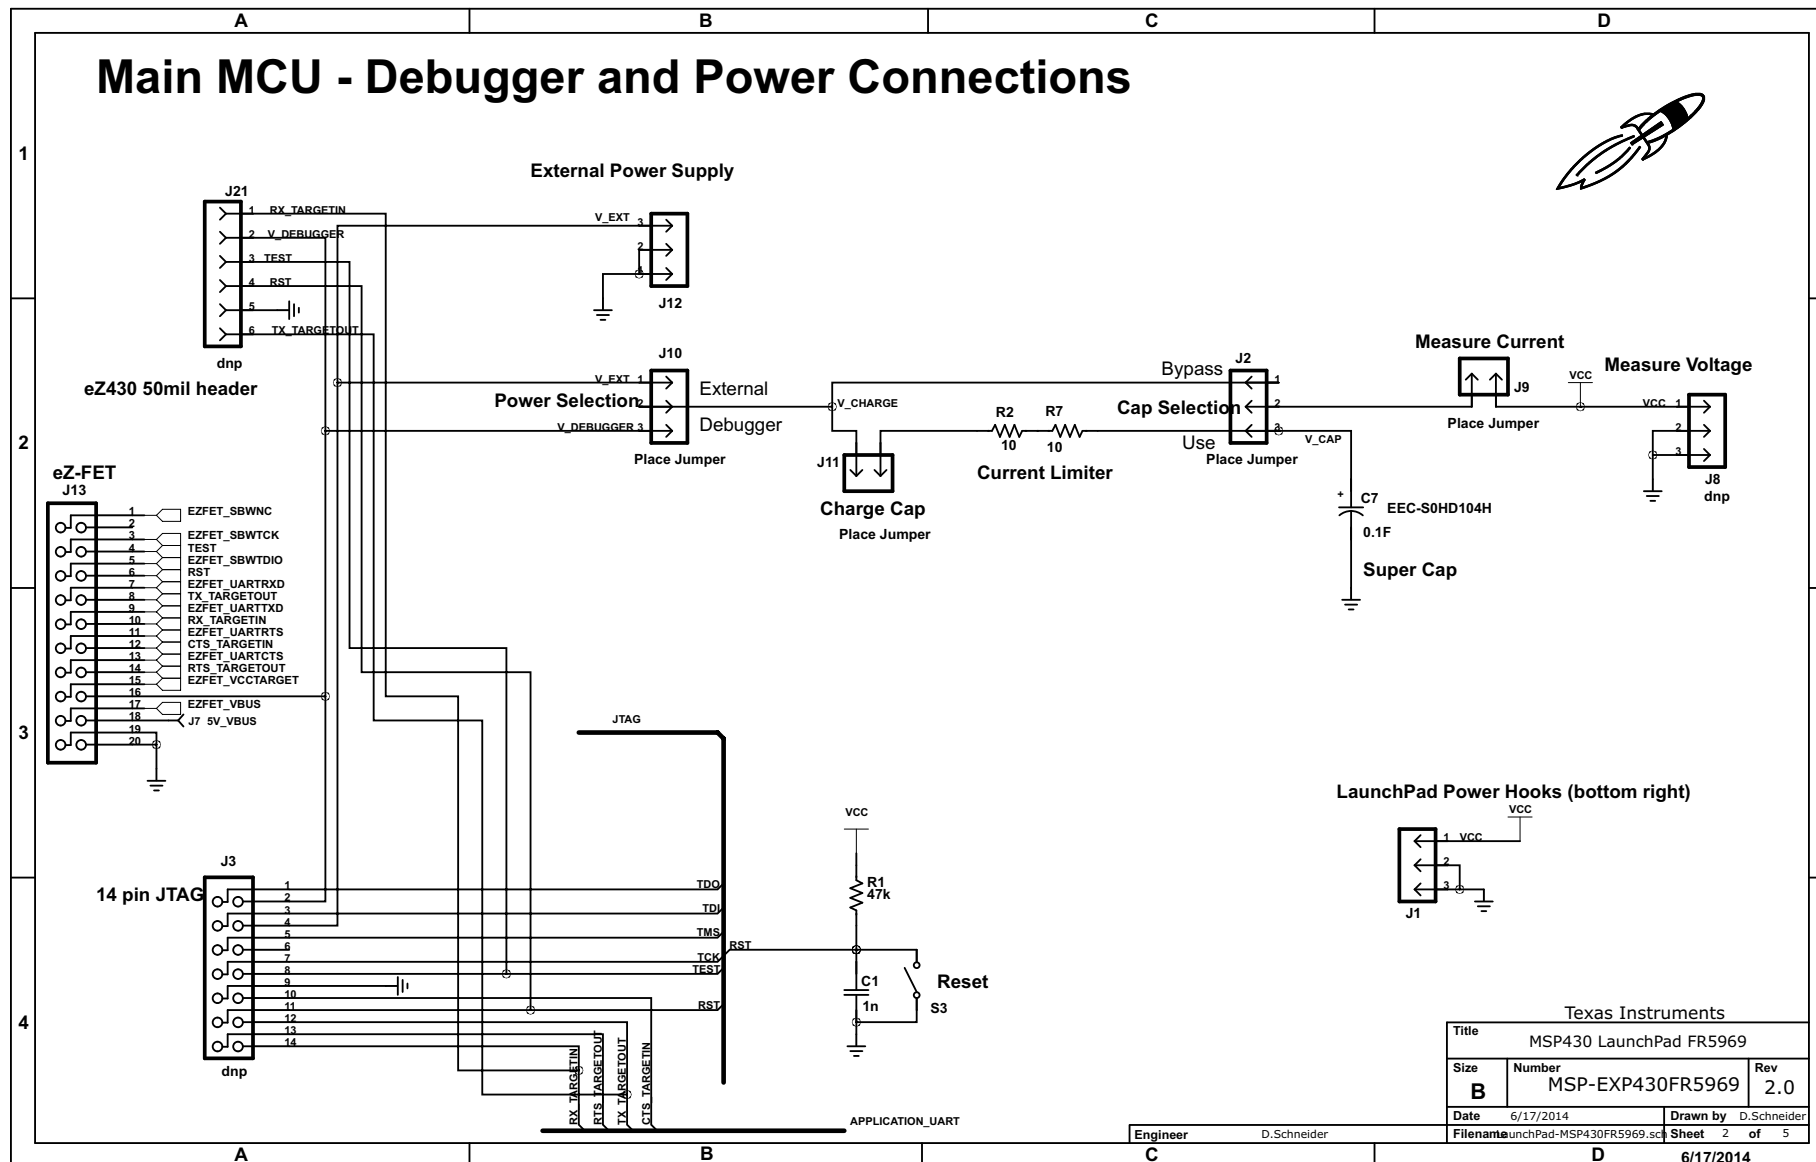 A B C D
Main MCU - Debugger and Power Connections
1
External Power Supply
J21
1 RX_TARGETIN
2 V_DEBUGGER
3 TEST
4 RST
5
6 TX_TARGETOUT
dnp
eZ430 50mil header
V_EXT 3
2
J12
J10
V_EXT 1
External
Power Selection
2
V_DEBUGGER 3
Debugger
Place Jumper
V_CHARGE
J11
Charge Cap
Place Jumper
R2
10
R7
10
Current Limiter
J2
Bypass
1
Cap Selection
2
Use
3
Place Jumper
V_CAP
+
C7
EEC-S0HD104H
0.1F
Super Cap
Measure Current
J9
Place Jumper
VCC
Measure Voltage
VCC 1
2
3
J8
dnp
2
eZ-FET
J13
1 EZFET_SBWNC
2
3 EZFET_SBWTCK
4 TEST
5 EZFET_SBWTDIO
6 RST
7 EZFET_UARTRXD
8 TX_TARGETOUT
9 EZFET_UARTTXD
10 RX_TARGETIN
11 EZFET_UARTRTS
12 CTS_TARGETIN
13 EZFET_UARTCTS
14 RTS_TARGETOUT
15 EZFET_VCCTARGET
16
17 EZFET_VBUS
18 J7 5V_VBUS
19
20
3
JTAG
LaunchPad Power Hooks (bottom right)
VCC
1 VCC
2
3
J1
J3
14 pin JTAG
1
2
3
4
5
6
7
8
9
10
11
12
13
14
dnp
TDO
TDI
TMS
TCK
TEST
RST
RST
VCC
R1
47k
C1
1n
Reset
S3
4
RX_TARGETIN
RTS_TARGETOUT
TX_TARGETOUT
CTS_TARGETIN
APPLICATION_UART
Texas Instruments
Title
MSP430 LaunchPad FR5969
Size
B
Number
MSP-EXP430FR5969
Rev
2.0
Date 6/17/2014
Drawn by D.Schneider
Engineer D.Schneider
Filename LaunchPad-MSP430FR5969.sch
Sheet 2 of 5
A B C D
6/17/2014